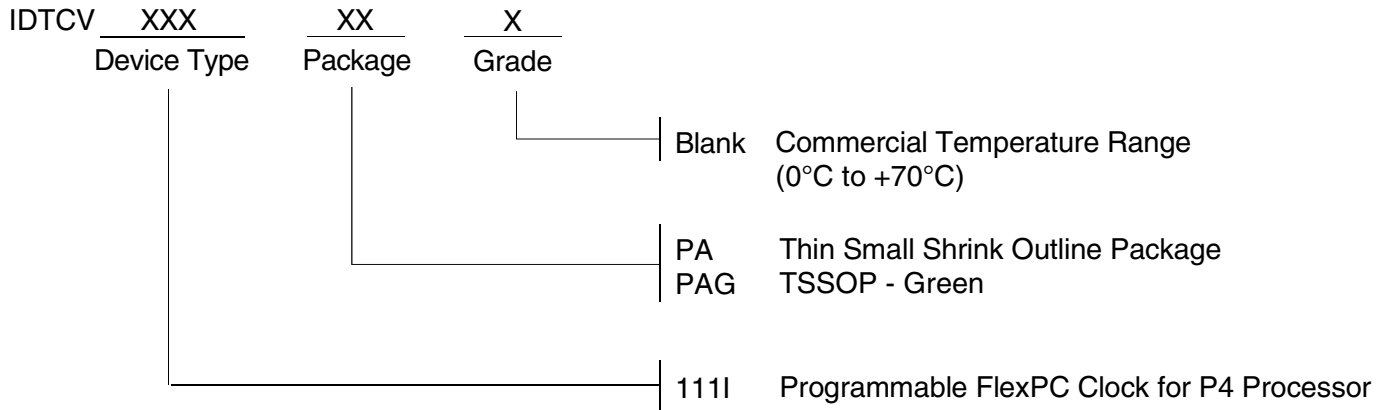 IDTCV XXX XX X
Device Type Package Grade
Blank Commercial Temperature Range
(0°C to +70°C)
PA Thin Small Shrink Outline Package
PAG TSSOP - Green
111I Programmable FlexPC Clock for P4 Processor